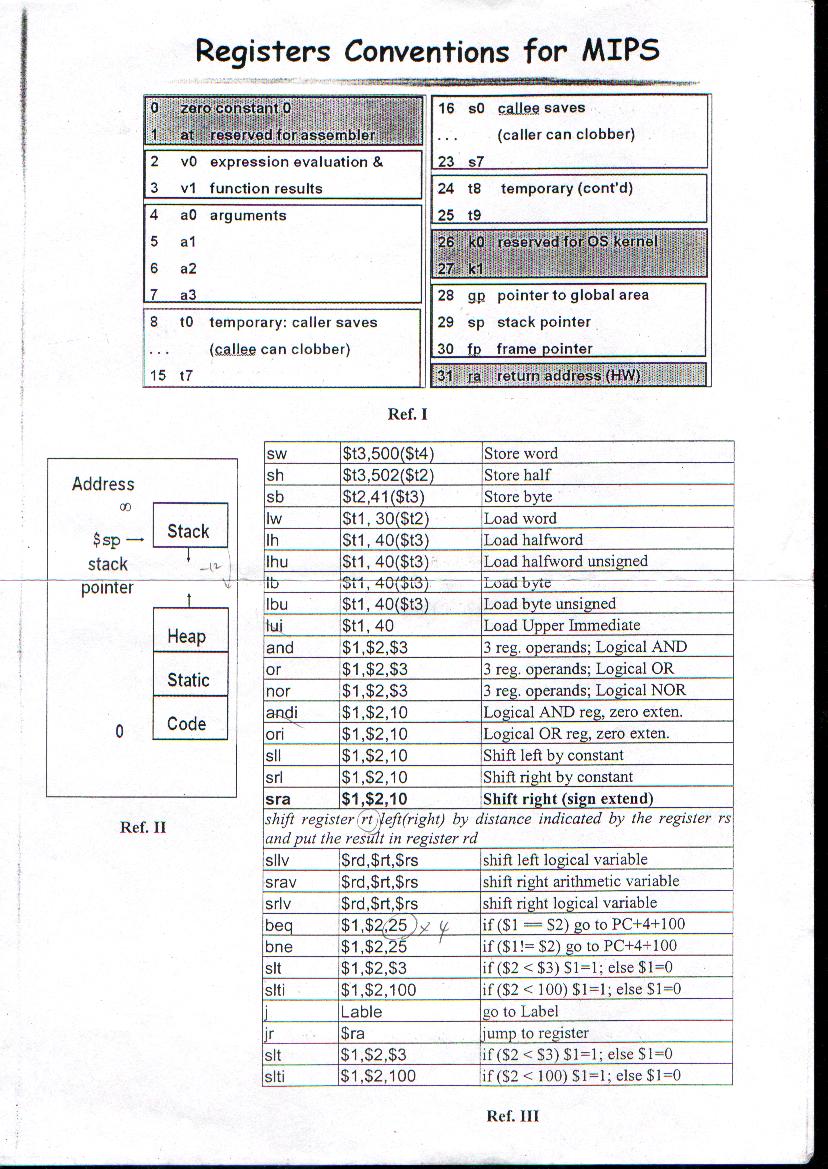 Registers Conventions for MIPS
0 zero constant 0
1 at reserved for assembler
2 v0 expression evaluation &
3 v1 function results
4 a0 arguments
5 a1
6 a2
7 a3
8 t0 temporary: caller saves
... (callee can clobber)
15 t7
16 s0 callee saves
... (caller can clobber)
23 s7
24 t8 temporary (cont'd)
25 t9
26 k0 reserved for OS kernel
27 k1
28 gp pointer to global area
29 sp stack pointer
30 fp frame pointer
31 ra return address (HW)
Ref. I
Address
∞
$sp → Stack
stack
pointer
-12
Heap
Static
Code
0
Ref. II
sw $t3,500($t4) Store word
sh $t3,502($t2) Store half
sb $t2,41($t3) Store byte
lw $t1, 30($t2) Load word
lh $t1, 40($t3) Load halfword
lhu $t1, 40($t3) Load halfword unsigned
lb $t1, 40($t3) Load byte
lbu $t1, 40($t3) Load byte unsigned
lui $t1, 40 Load Upper Immediate
and $1,$2,$3 3 reg. operands; Logical AND
or $1,$2,$3 3 reg. operands; Logical OR
nor $1,$2,$3 3 reg. operands; Logical NOR
andi $1,$2,10 Logical AND reg, zero exten.
ori $1,$2,10 Logical OR reg, zero exten.
sll $1,$2,10 Shift left by constant
srl $1,$2,10 Shift right by constant
sra $1,$2,10 Shift right (sign extend)
shift register rt left(right) by distance indicated by the register rs
and put the result in register rd
sllv $rd,$rt,$rs shift left logical variable
srav $rd,$rt,$rs shift right arithmetic variable
srlv $rd,$rt,$rs shift right logical variable
beq $1,$2,25 x 4 if ($1 == $2) go to PC+4+100
bne $1,$2,25 if ($1!= $2) go to PC+4+100
slt $1,$2,$3 if ($2 < $3) $1=1; else $1=0
slti $1,$2,100 if ($2 < 100) $1=1; else $1=0
j Lable go to Label
jr $ra jump to register
slt $1,$2,$3 if ($2 < $3) $1=1; else $1=0
slti $1,$2,100 if ($2 < 100) $1=1; else $1=0
Ref. III